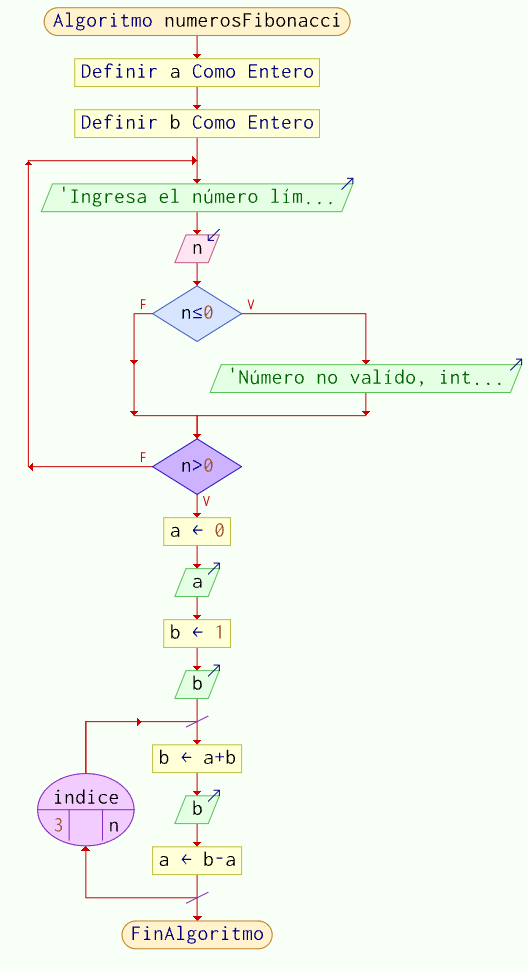 Algoritmo numerosFibonacci
Definir a Como Entero
Definir b Como Entero
'Ingresa el número lím...
n
n≤0
F
V
'Número no valído, int...
n>0
F
V
a ← 0
a
b ← 1
b
b ← a+b
indice
3 n
b
a ← b-a
FinAlgoritmo